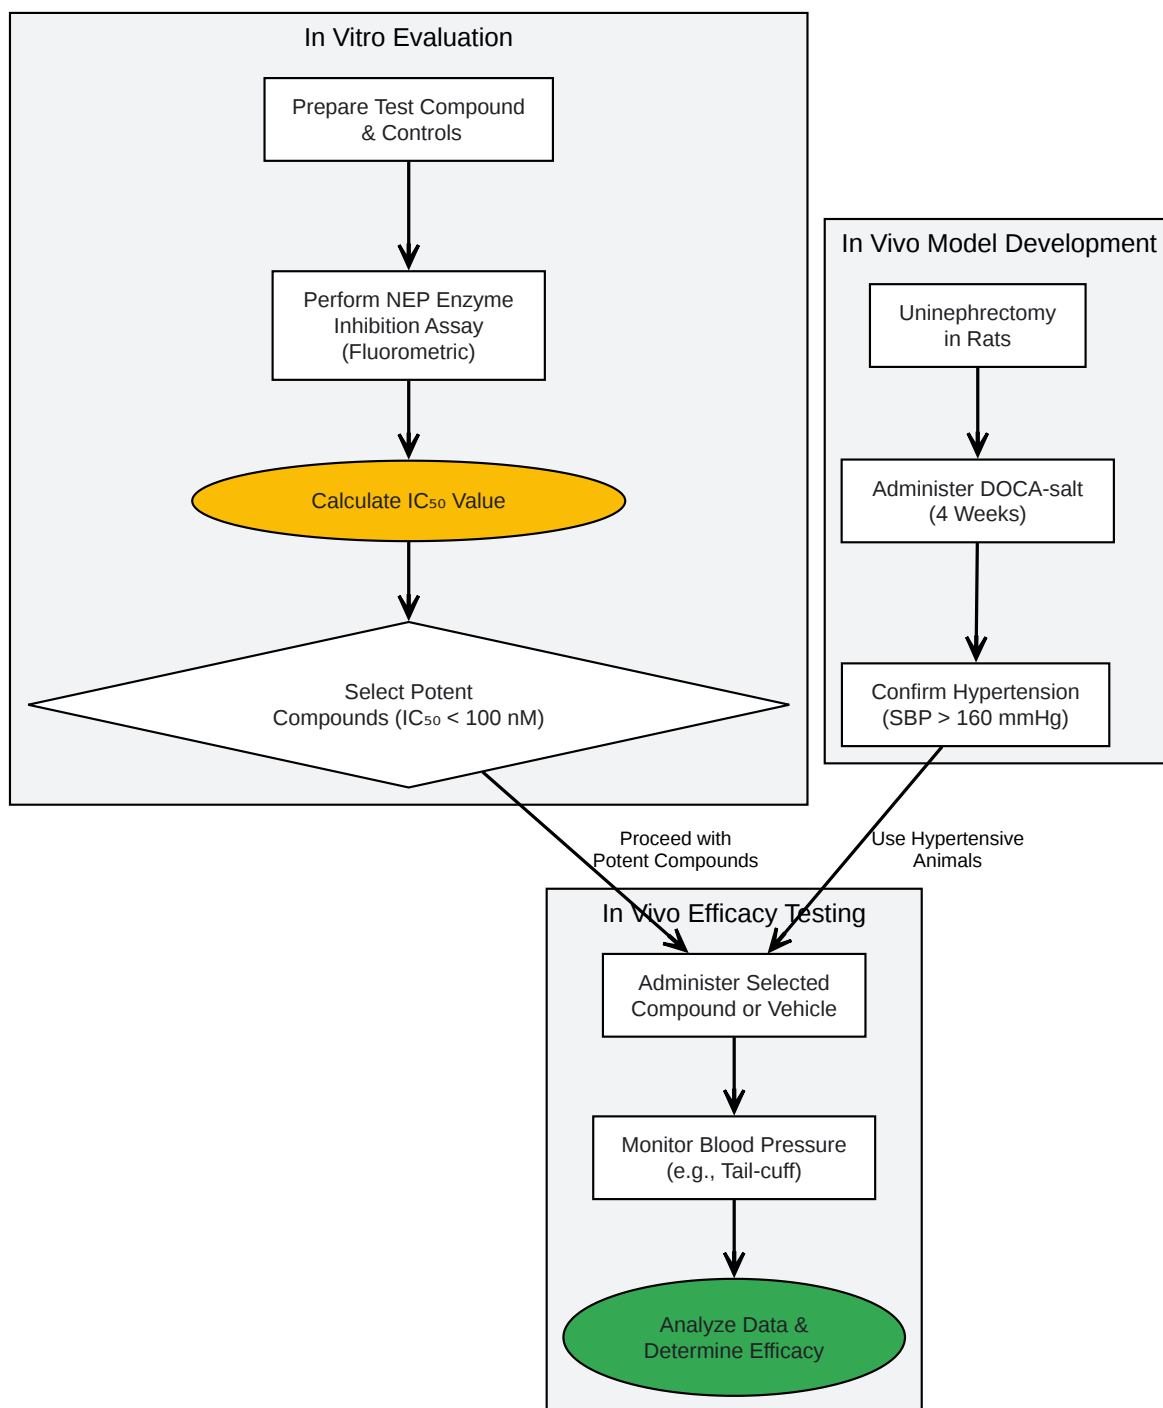 In Vitro Evaluation
Prepare Test Compound
& Controls
Perform NEP Enzyme
Inhibition Assay
(Fluorometric)
Calculate IC₅₀ Value
Select Potent
Compounds (IC₅₀ < 100 nM)
In Vivo Model Development
Uninephrectomy
in Rats
Administer DOCA-salt
(4 Weeks)
Confirm Hypertension
(SBP > 160 mmHg)
Proceed with
Potent Compounds
Use Hypertensive
Animals
In Vivo Efficacy Testing
Administer Selected
Compound or Vehicle
Monitor Blood Pressure
(e.g., Tail-cuff)
Analyze Data &
Determine Efficacy